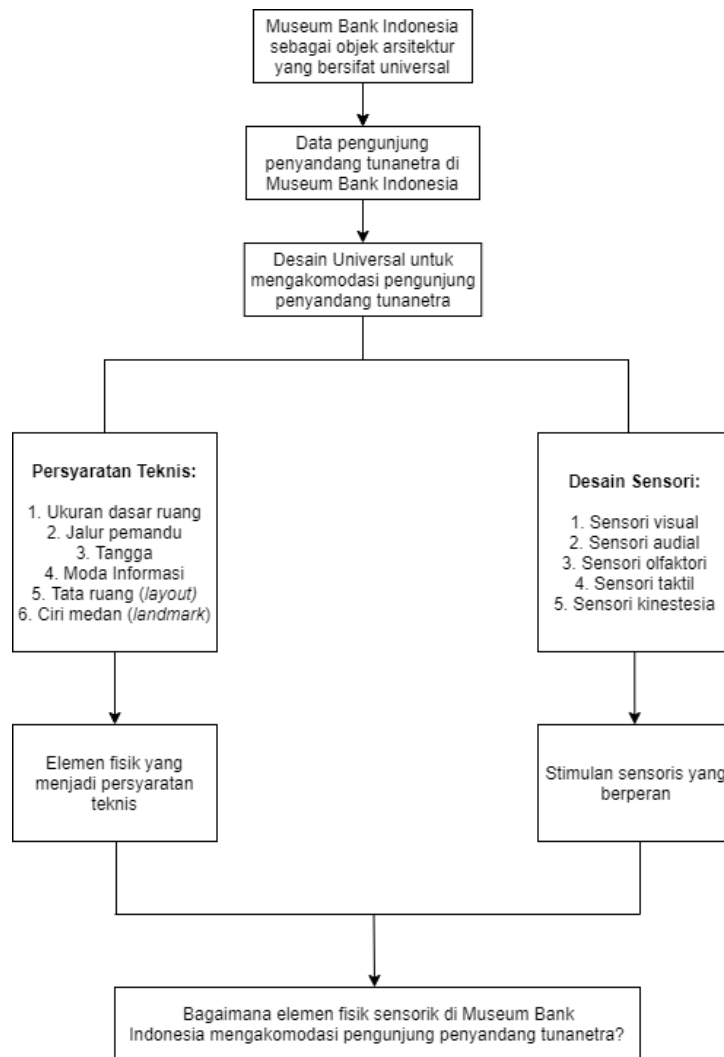 Museum Bank Indonesia
sebagai objek arsitektur
yang bersifat universal
Data pengunjung
penyandang tunanetra di
Museum Bank Indonesia
Desain Universal untuk
mengakomodasi pengunjung
penyandang tunanetra
Persyaratan Teknis:
1. Ukuran dasar ruang
2. Jalur pemandu
3. Tangga
4. Moda Informasi
5. Tata ruang (layout)
6. Ciri medan (landmark)
Desain Sensori:
1. Sensori visual
2. Sensori audial
3. Sensori olfaktori
4. Sensori taktil
5. Sensori kinestesia
Elemen fisik yang
menjadi persyaratan
teknis
Stimulan sensoris yang
berperan
Bagaimana elemen fisik sensorik di Museum Bank
Indonesia mengakomodasi pengunjung penyandang tunanetra?